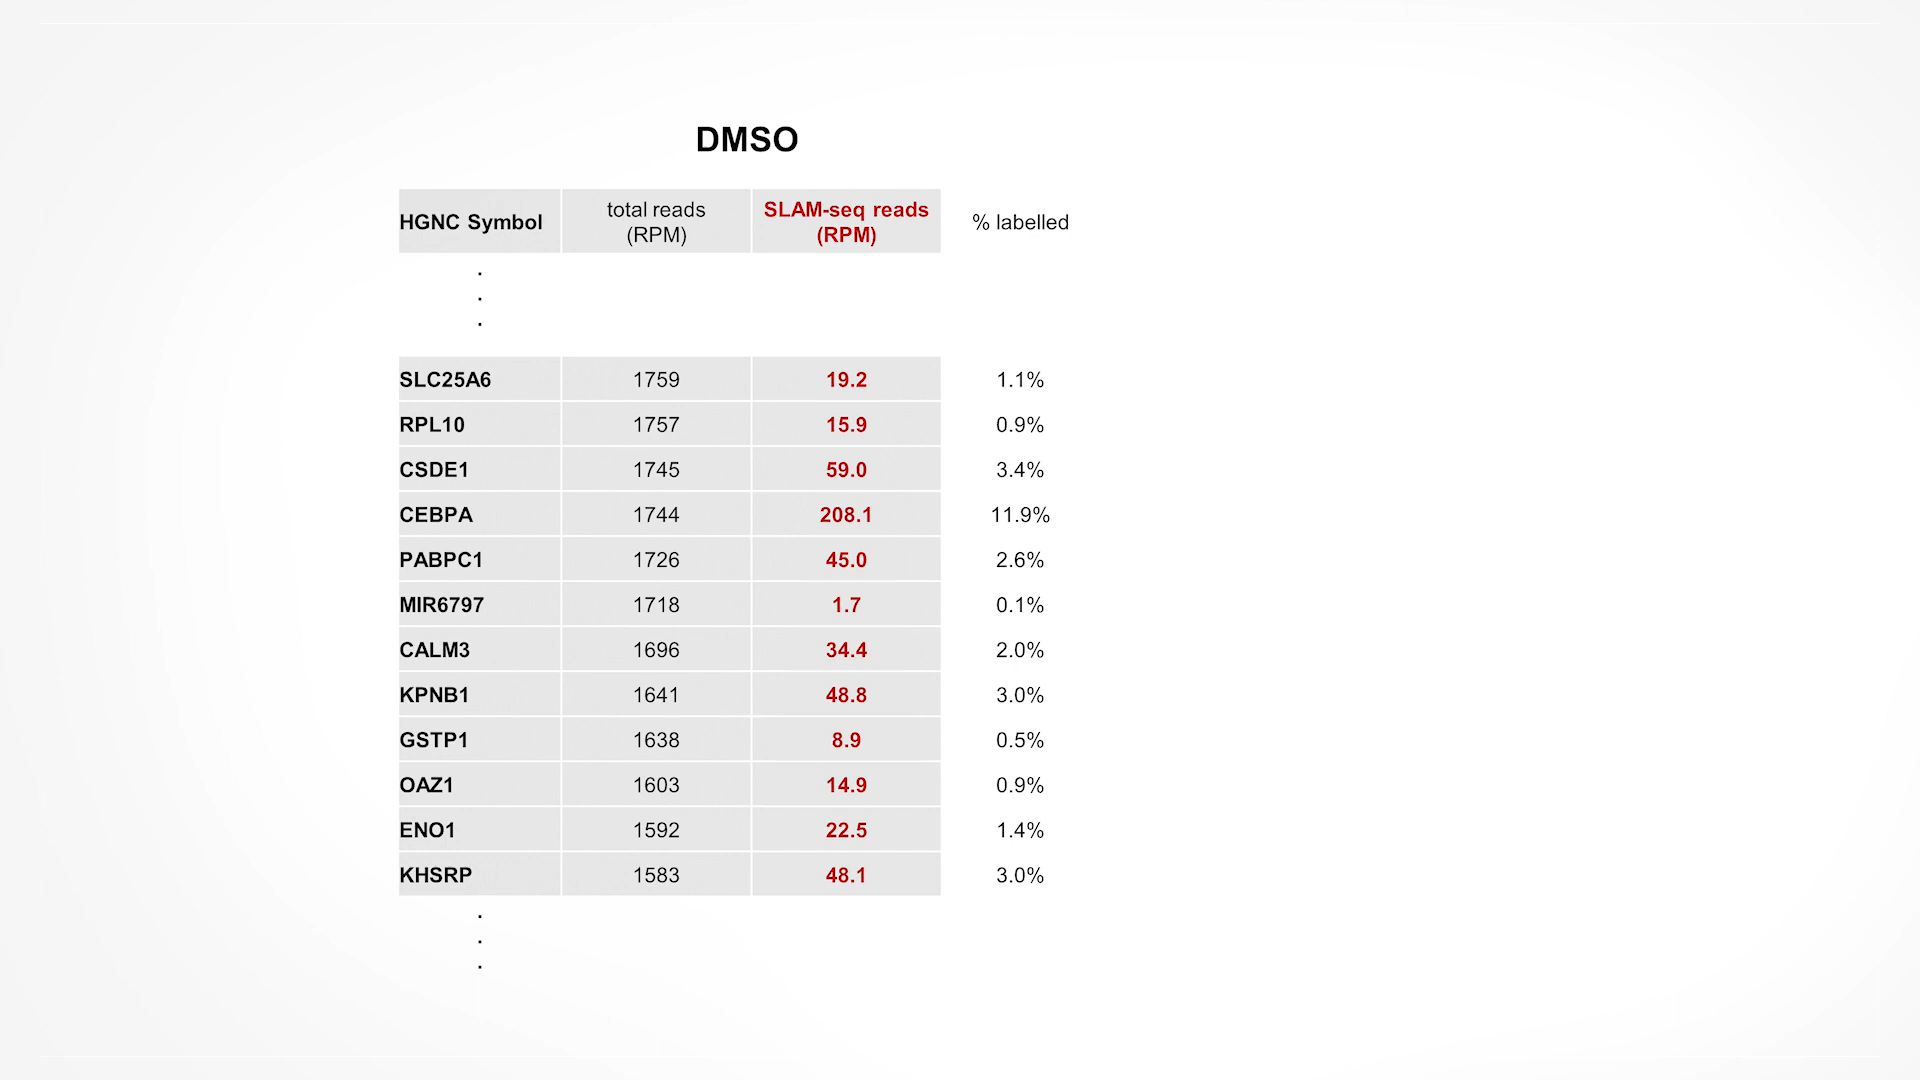 DMSO
HGNC Symbol total reads (RPM) SLAM-seq reads (RPM) % labelled
.
.
.
SLC25A6 1759 19.2 1.1%
RPL10 1757 15.9 0.9%
CSDE1 1745 59.0 3.4%
CEBPA 1744 208.1 11.9%
PABPC1 1726 45.0 2.6%
MIR6797 1718 1.7 0.1%
CALM3 1696 34.4 2.0%
KPNB1 1641 48.8 3.0%
GSTP1 1638 8.9 0.5%
OAZ1 1603 14.9 0.9%
ENO1 1592 22.5 1.4%
KHSRP 1583 48.1 3.0%
.
.
.